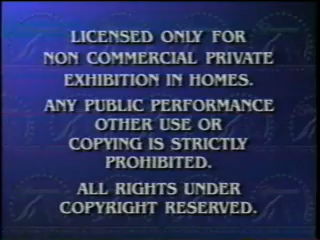 LICENSED ONLY FOR
NON COMMERCIAL PRIVATE
EXHIBITION IN HOMES.
ANY PUBLIC PERFORMANCE
OTHER USE OR
COPYING IS STRICTLY
PROHIBITED.
ALL RIGHTS UNDER
COPYRIGHT RESERVED.